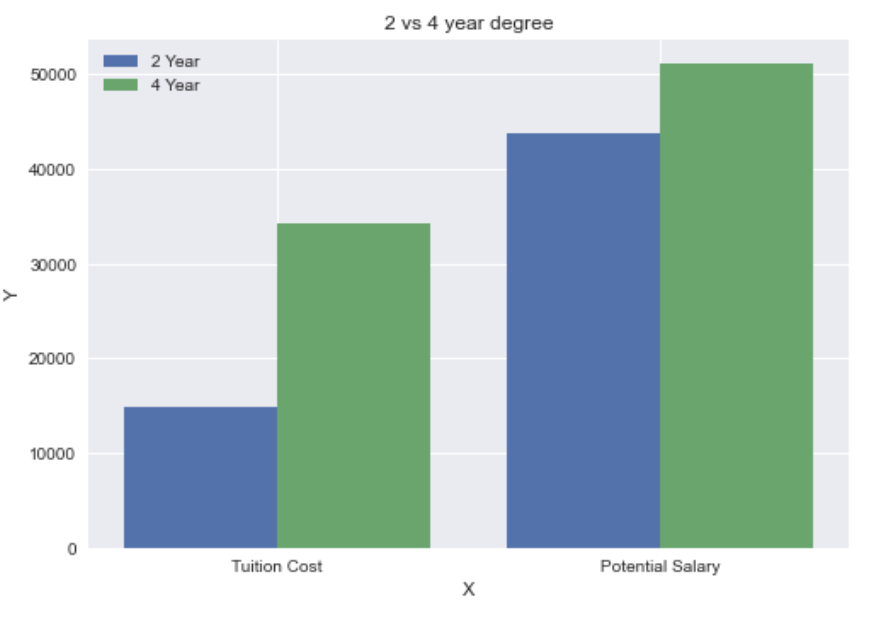 2 vs 4 year degree
2 Year
4 Year
50000
40000
30000
20000
10000
0
Y
Tuition Cost
Potential Salary
X